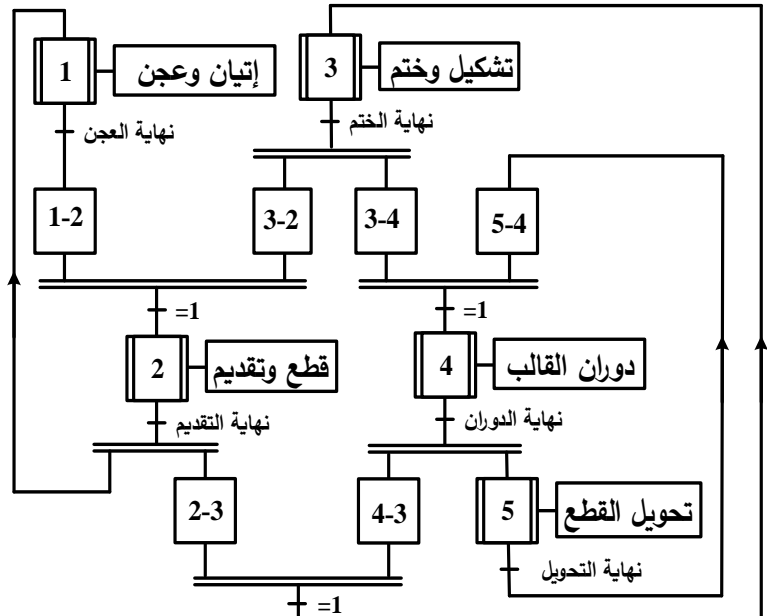 1
إتيان وعجن
3
تشكيل وختم
نهاية العجن
نهاية الختم
1-2
3-2
3-4
5-4
=1
=1
2
قطع وتقديم
4
دوران القالب
نهاية التقديم
نهاية الدوران
2-3
4-3
5
تحويل القطع
نهاية التحويل
=1